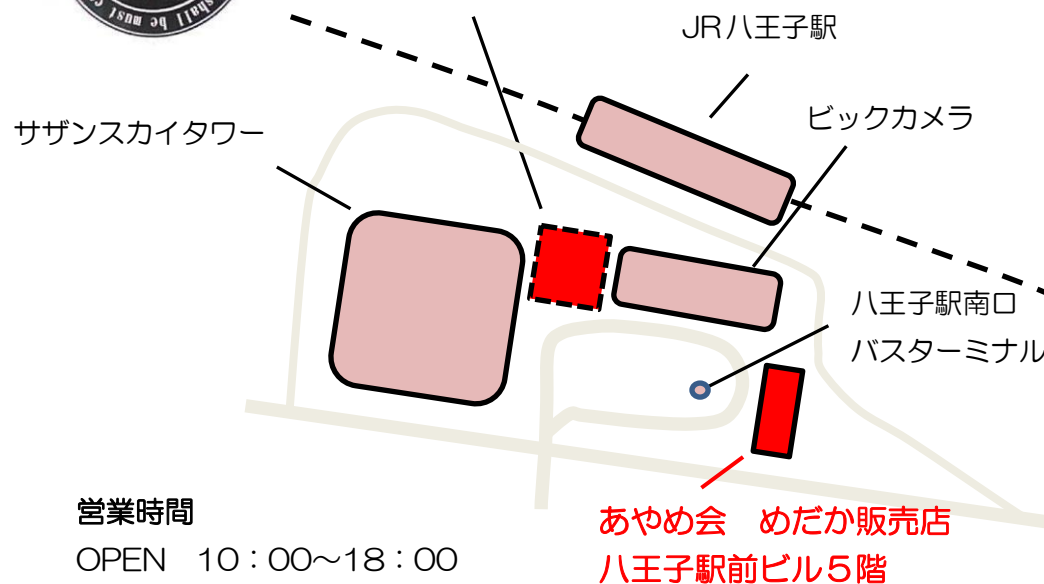 shall be must
JR八王子駅
ビックカメラ
サザンスカイタワー
八王子駅南口
バスターミナル
営業時間
OPEN　10：00～18：00
あやめ会　めだか販売店
八王子駅前ビル５階